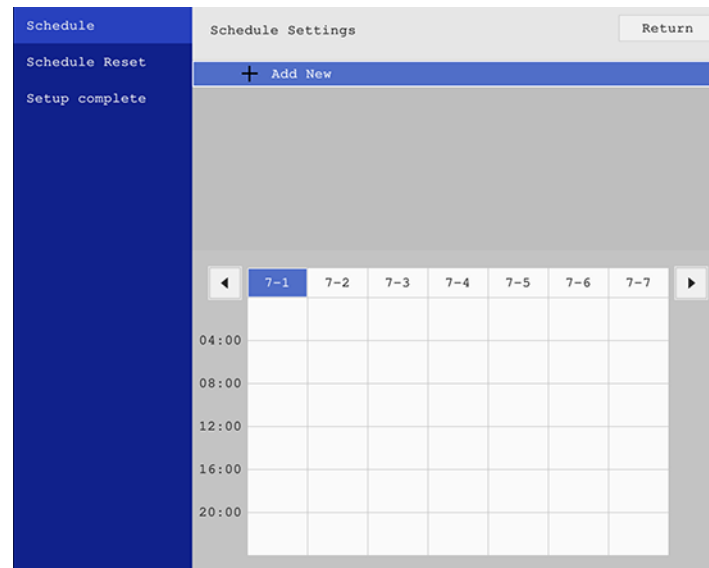 Schedule
Schedule Reset
Setup complete
Schedule Settings
Return
+ Add New
7-1 7-2 7-3 7-4 7-5 7-6 7-7
04:00
08:00
12:00
16:00
20:00